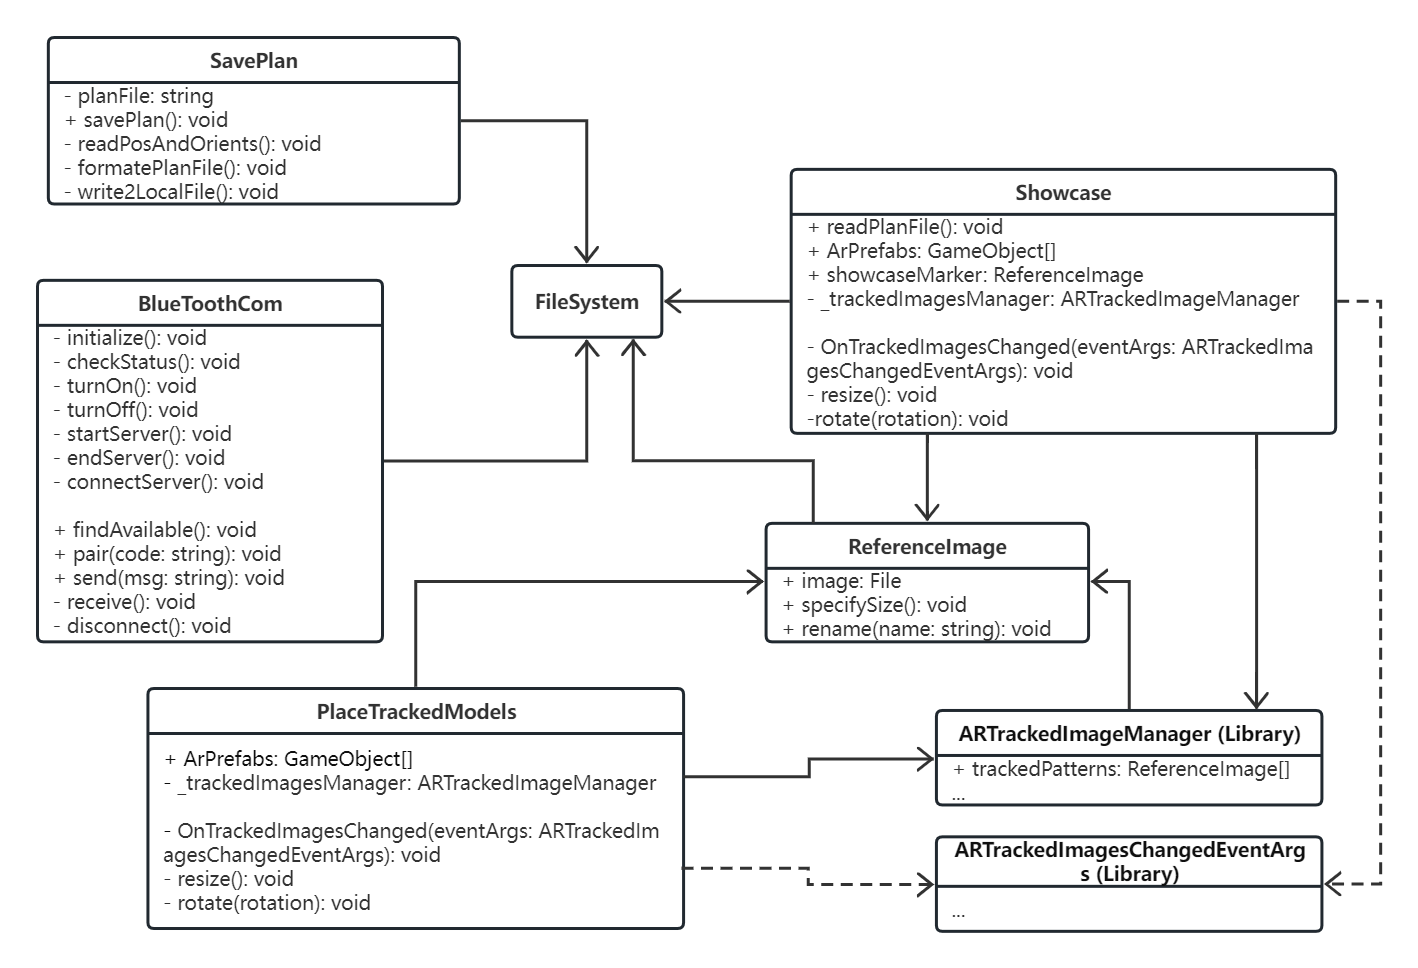 SavePlan
- planFile: string
+ savePlan(): void
- readPosAndOrients(): void
- formatePlanFile(): void
- write2LocalFile(): void
Showcase
+ readPlanFile(): void
+ ArPrefabs: GameObject[]
+ showcaseMarker: ReferenceImage
- _trackedImagesManager: ARTrackedImageManager
- OnTrackedImagesChanged(eventArgs: ARTrackedIma
gesChangedEventArgs): void
- resize(): void
-rotate(rotation): void
FileSystem
BlueToothCom
- initialize(): void
- checkStatus(): void
- turnOn(): void
- turnOff(): void
- startServer(): void
- endServer(): void
- connectServer(): void
+ findAvailable(): void
+ pair(code: string): void
+ send(msg: string): void
- receive(): void
- disconnect(): void
ReferenceImage
+ image: File
+ specifySize(): void
+ rename(name: string): void
PlaceTrackedModels
+ ArPrefabs: GameObject[]
- _trackedImagesManager: ARTrackedImageManager
- OnTrackedImagesChanged(eventArgs: ARTrackedIm
agesChangedEventArgs): void
- resize(): void
- rotate(rotation): void
ARTrackedImageManager (Library)
+ trackedPatterns: ReferenceImage[]
...
ARTrackedImagesChangedEventArg
s (Library)
...